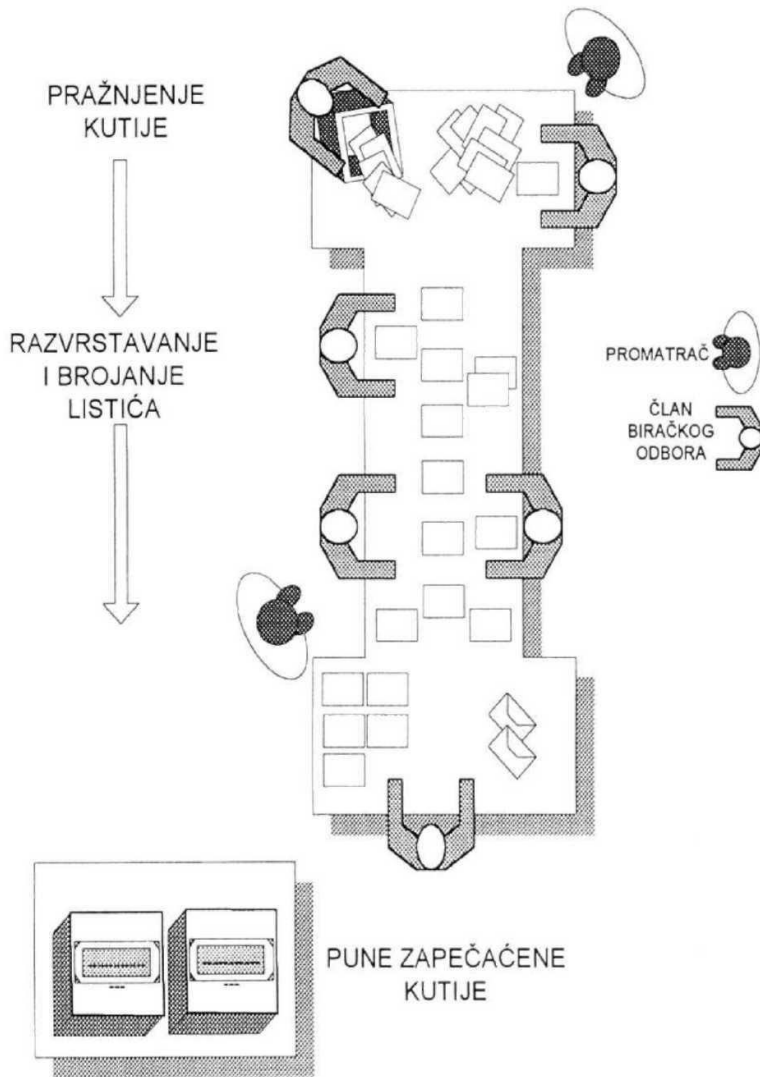 PRAŽNJENJE
KUTIJE
RAZVRSTAVANJE
I BROJANJE
LISTIĆA
PROMATRAČ
ČLAN
BIRAČKOG
ODBORA
PUNE ZAPEČAĆENE
KUTIJE